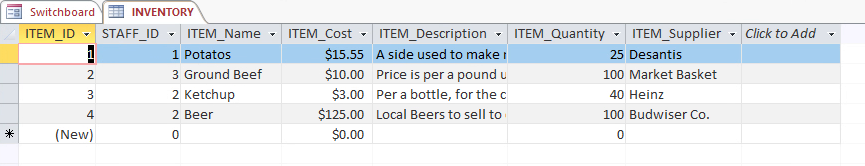 Switchboard INVENTORY
ITEM_ID STAFF_ID ITEM_Name ITEM_Cost ITEM_Description ITEM_Quantity ITEM_Supplier Click to Add
1 1 Potatos $15.55 A side used to make 25 Desantis
2 3 Ground Beef $10.00 Price is per a pound u 100 Market Basket
3 2 Ketchup $3.00 Per a bottle, for the c 40 Heinz
4 2 Beer $125.00 Local Beers to sell to 100 Budwiser Co.
(New) 0 $0.00 0